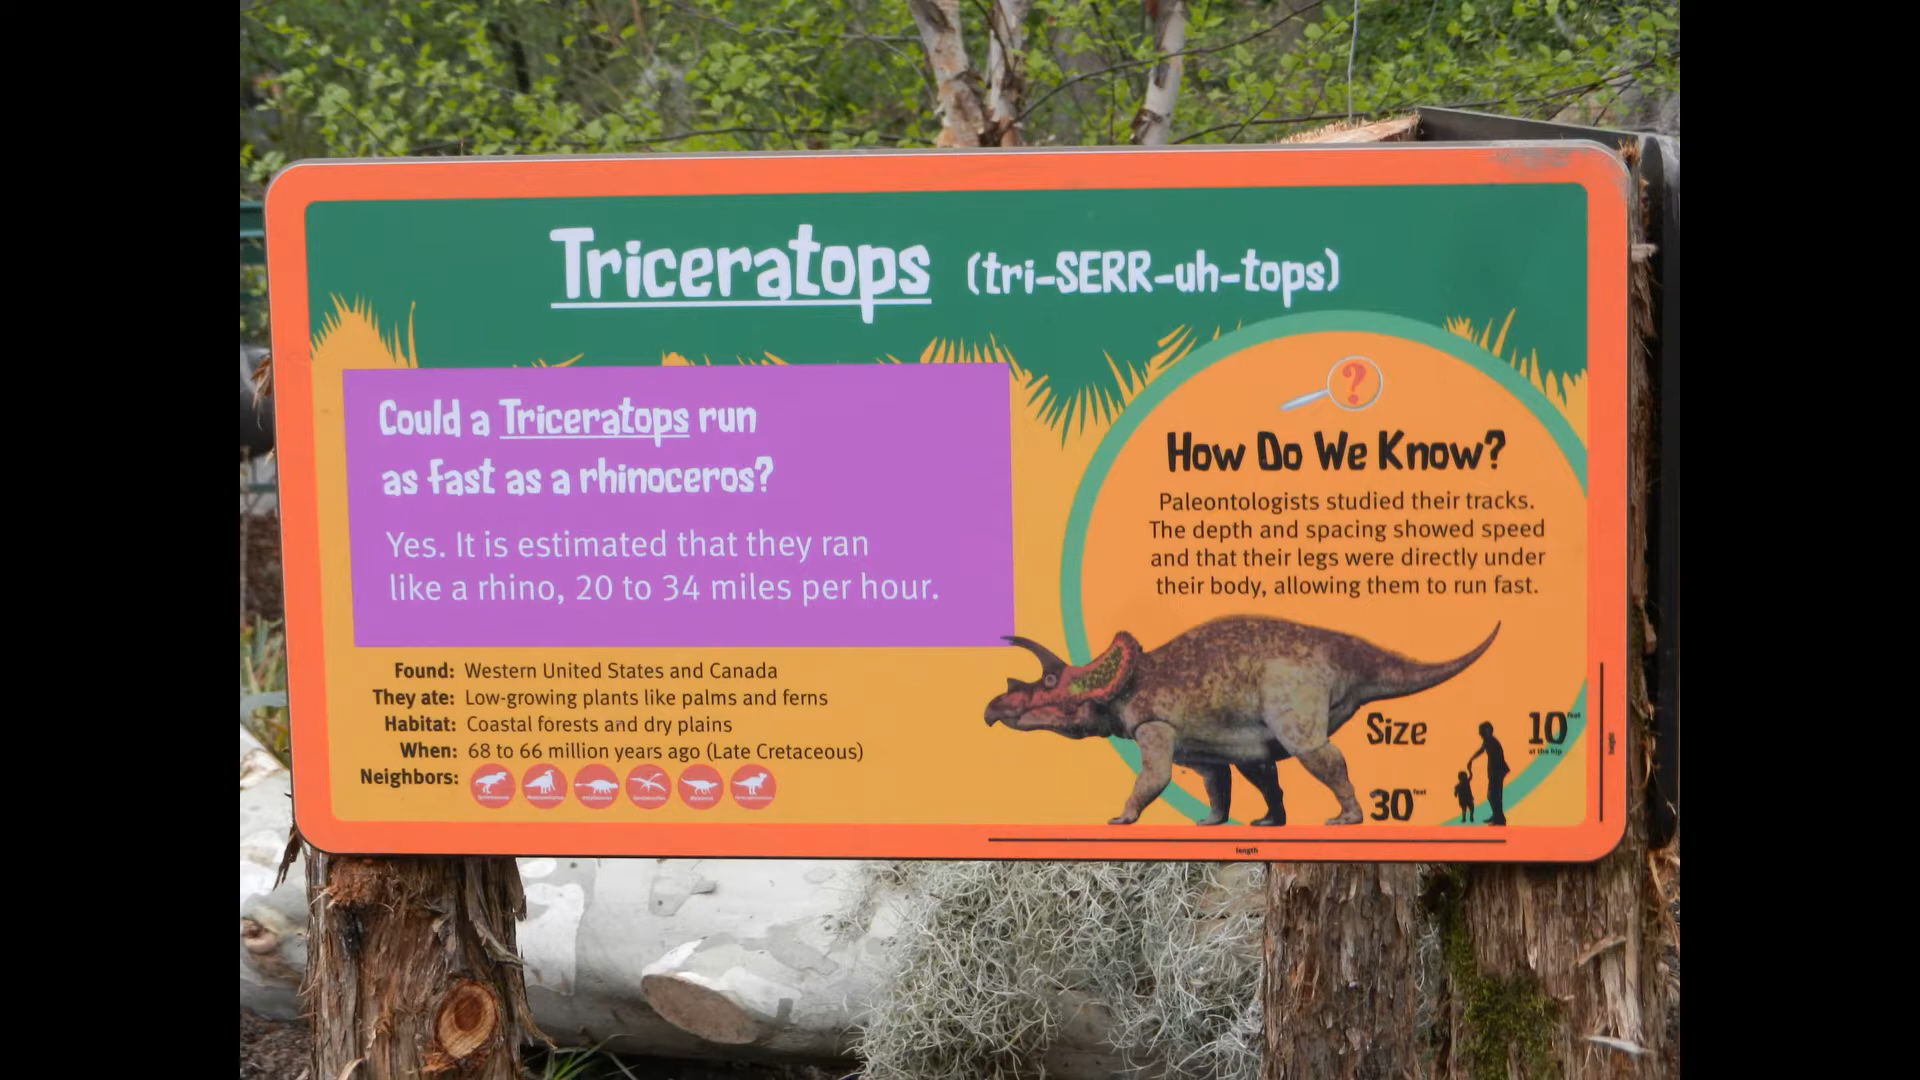 Triceratops (tri-SERR-uh-tops)
Could a Triceratops run
as fast as a rhinoceros?
Yes. It is estimated that they ran
like a rhino, 20 to 34 miles per hour.
How Do We Know?
Paleontologists studied their tracks.
The depth and spacing showed speed
and that their legs were directly under
their body, allowing them to run fast.
Found: Western United States and Canada
They ate: Low-growing plants like palms and ferns
Habitat: Coastal forests and dry plains
When: 68 to 66 million years ago (Late Cretaceous)
Neighbors:
Size
10 feet
at the hip
height
30 feet
length